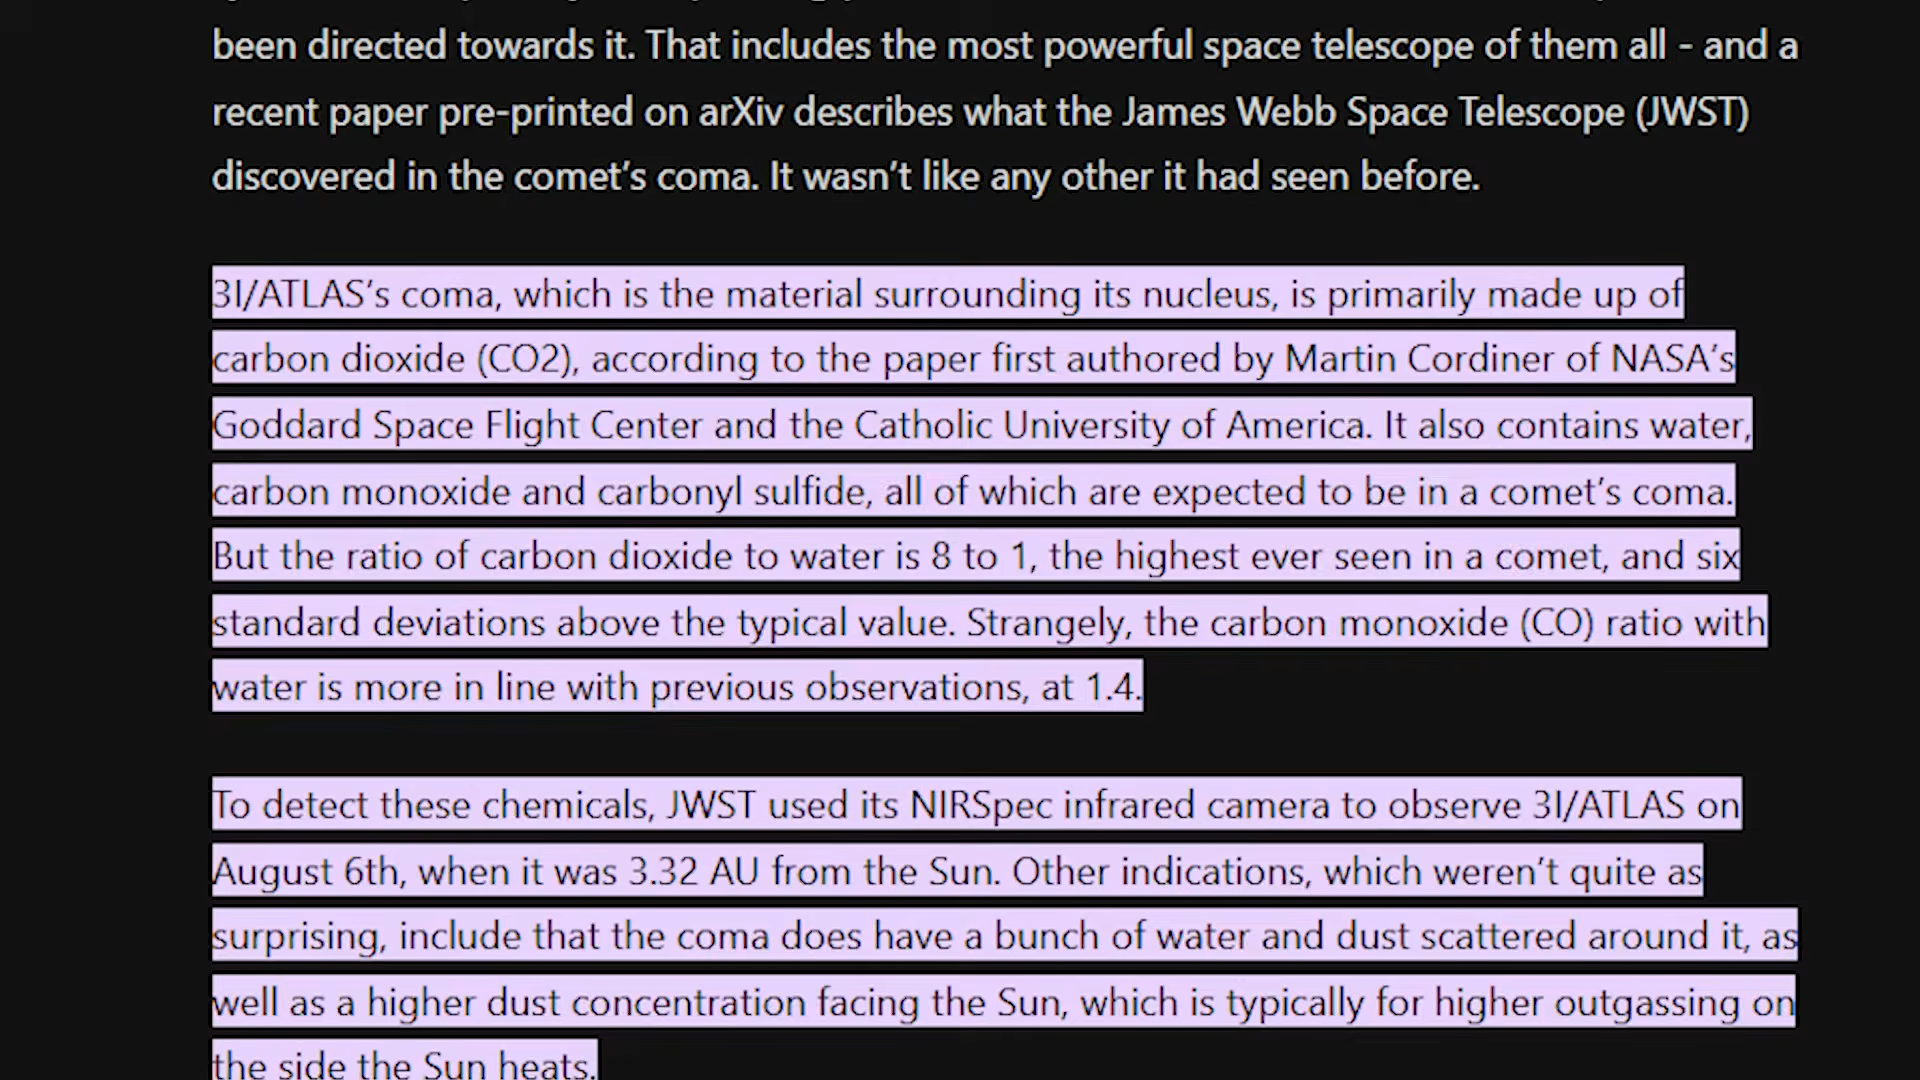 been directed towards it. That includes the most powerful space telescope of them all - and a
recent paper pre-printed on arXiv describes what the James Webb Space Telescope (JWST)
discovered in the comet’s coma. It wasn’t like any other it had seen before.
3I/ATLAS’s coma, which is the material surrounding its nucleus, is primarily made up of
carbon dioxide (CO2), according to the paper first authored by Martin Cordiner of NASA’s
Goddard Space Flight Center and the Catholic University of America. It also contains water,
carbon monoxide and carbonyl sulfide, all of which are expected to be in a comet’s coma.
But the ratio of carbon dioxide to water is 8 to 1, the highest ever seen in a comet, and six
standard deviations above the typical value. Strangely, the carbon monoxide (CO) ratio with
water is more in line with previous observations, at 1.4.
To detect these chemicals, JWST used its NIRSpec infrared camera to observe 3I/ATLAS on
August 6th, when it was 3.32 AU from the Sun. Other indications, which weren’t quite as
surprising, include that the coma does have a bunch of water and dust scattered around it, as
well as a higher dust concentration facing the Sun, which is typically for higher outgassing on
the side the Sun heats.